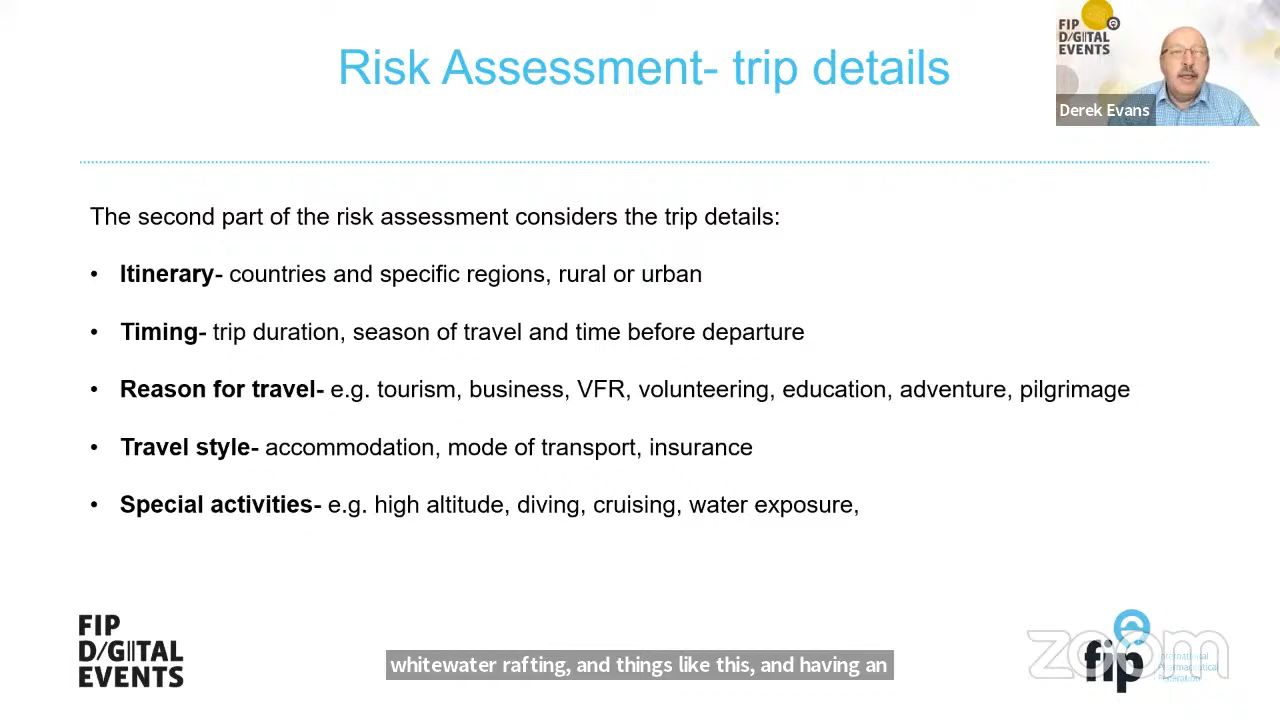 Risk Assessment- trip details
FIP
D/G||TAL
EVENTS
Derek Evans
The second part of the risk assessment considers the trip details:
• Itinerary- countries and specific regions, rural or urban
• Timing- trip duration, season of travel and time before departure
• Reason for travel- e.g. tourism, business, VFR, volunteering, education, adventure, pilgrimage
• Travel style- accommodation, mode of transport, insurance
• Special activities- e.g. high altitude, diving, cruising, water exposure,
FIP
D/G||TAL
EVENTS
whitewater rafting, and things like this, and having an
zoom
fip
International
Pharmaceutical
Federation